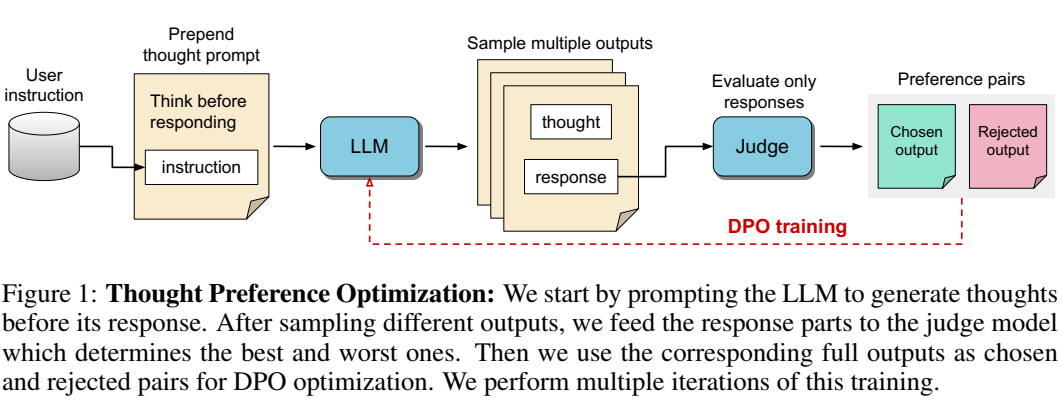 User
instruction
Prepend
thought prompt
Think before
responding
instruction
LLM
Sample multiple outputs
thought
response
Evaluate only
responses
Judge
Preference pairs
Chosen
output
Rejected
output
DPO training
Figure 1: Thought Preference Optimization: We start by prompting the LLM to generate thoughts
before its response. After sampling different outputs, we feed the response parts to the judge model
which determines the best and worst ones. Then we use the corresponding full outputs as chosen
and rejected pairs for DPO optimization. We perform multiple iterations of this training.